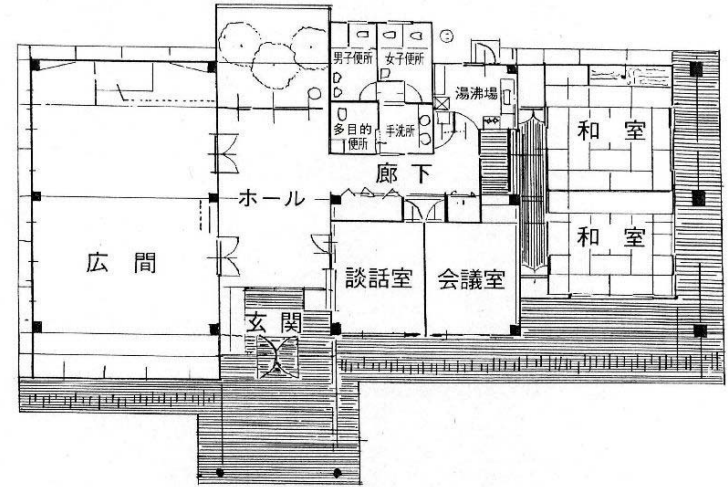 男子便所
女子便所
湯沸場
多目的
便所
手洗所
和室
廊下
ホール
和室
広間
談話室
会議室
玄関